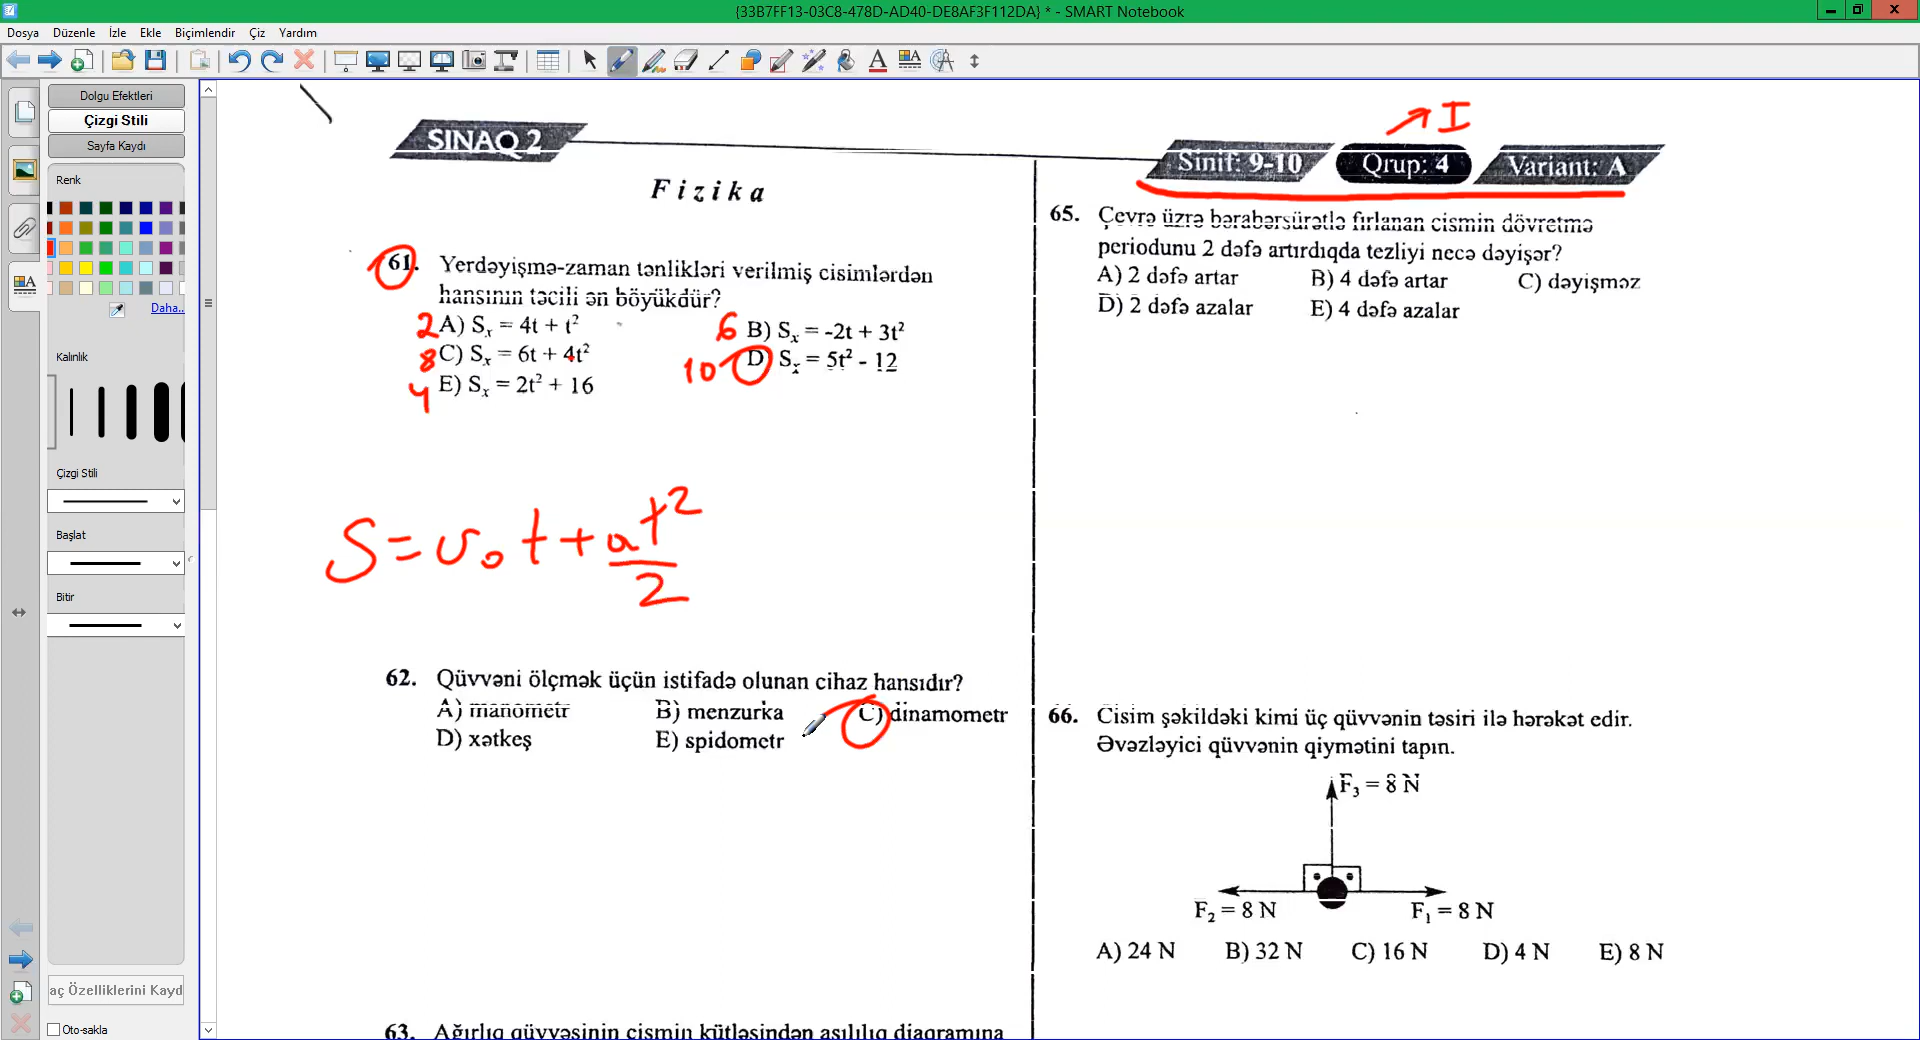 {33B7FF13-03C8-478D-AD40-DE8AF3F112DA} * - SMART Notebook
Dosya Düzenle İzle Ekle Biçimlendir Çiz Yardım
Dolgu Efektleri
Çizgi Stili
Sayfa Kaydı
Renk
Daha..
Kalınlık
Çizgi Stili
Başlat
Bitir
aç Özelliklerini Kayd
Oto-sakla
SINAQ 2
Sinif: 9-10 Qrup: 4 Variant: A
I
Fizika
61. Yerdəyişmə-zaman tənlikləri verilmiş cisimlərdən
hansının təcili ən böyükdür?
2 A) Sₓ = 4t + t² 6 B) Sₓ = -2t + 3t²
8 C) Sₓ = 6t + 4t² 10 D) Sₓ = 5t² - 12
4 E) Sₓ = 2t² + 16
S = υ₀t + at²/2
62. Qüvvəni ölçmək üçün istifadə olunan cihaz hansıdır?
A) manometr B) menzurka C) dinamometr
D) xətkeş E) spidometr
63. Ağırlıq qüvvəsinin cismin kütləsindən asılılıq diaqramına
65. Çevrə üzrə bərabərsürətlə fırlanan cismin dövretmə
periodunu 2 dəfə artırdıqda tezliyi necə dəyişər?
A) 2 dəfə artar B) 4 dəfə artar C) dəyişməz
D) 2 dəfə azalar E) 4 dəfə azalar
66. Cisim şəkildəki kimi üç qüvvənin təsiri ilə hərəkət edir.
Əvəzləyici qüvvənin qiymətini tapın.
F₃ = 8 N
F₂ = 8 N F₁ = 8 N
A) 24 N B) 32 N C) 16 N D) 4 N E) 8 N